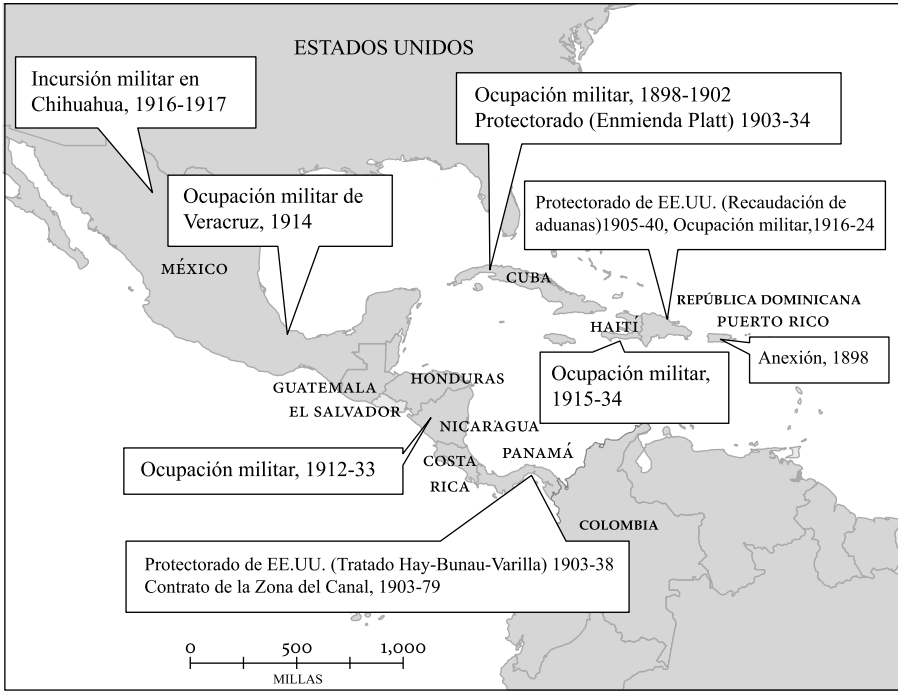 ESTADOS UNIDOS
Incursión militar en
Chihuahua, 1916-1917
Ocupación militar, 1898-1902
Protectorado (Enmienda Platt) 1903-34
Ocupación militar de
Veracruz, 1914
Protectorado de EE.UU. (Recaudación de
aduanas)1905-40, Ocupación militar,1916-24
MÉXICO
CUBA
REPÚBLICA DOMINICANA
HAITÍ
PUERTO RICO
Anexión, 1898
Ocupación militar,
1915-34
GUATEMALA
HONDURAS
EL SALVADOR
NICARAGUA
PANAMÁ
COSTA
RICA
Ocupación militar, 1912-33
COLOMBIA
Protectorado de EE.UU. (Tratado Hay-Bunau-Varilla) 1903-38
Contrato de la Zona del Canal, 1903-79
0 500 1,000
MILLAS